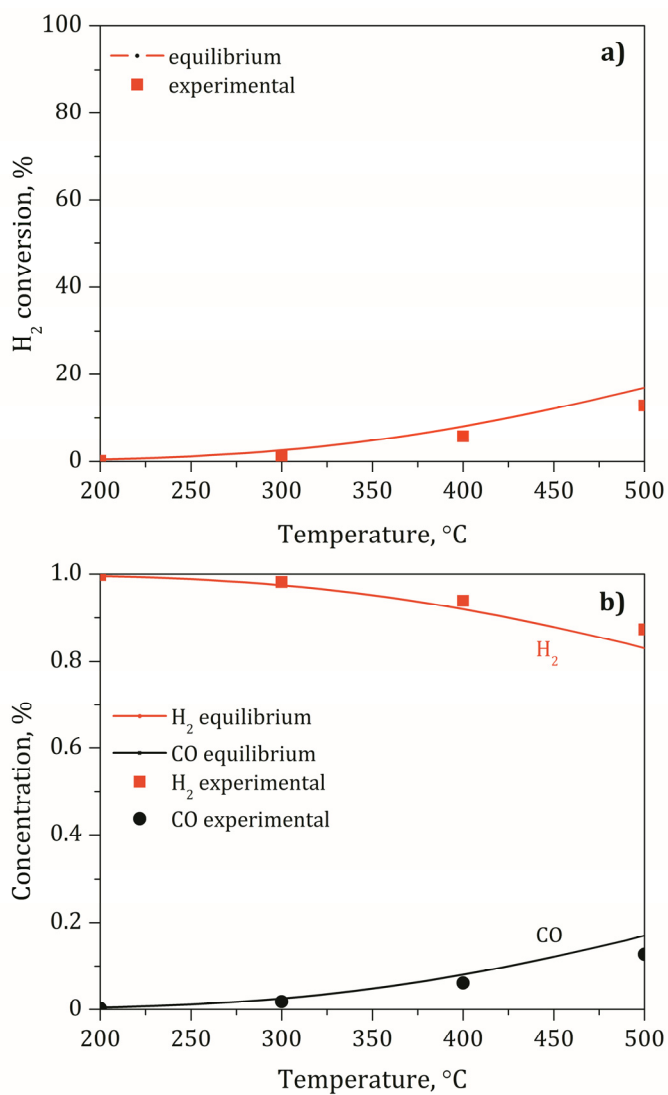 100
80
60
40
20
0
H₂ conversion, %
equilibrium
experimental
a)
200 250 300 350 400 450 500
Temperature, °C
1.0
0.8
0.6
0.4
0.2
0
Concentration, %
b)
H₂
H₂ equilibrium
CO equilibrium
H₂ experimental
CO experimental
CO
200 250 300 350 400 450 500
Temperature, °C